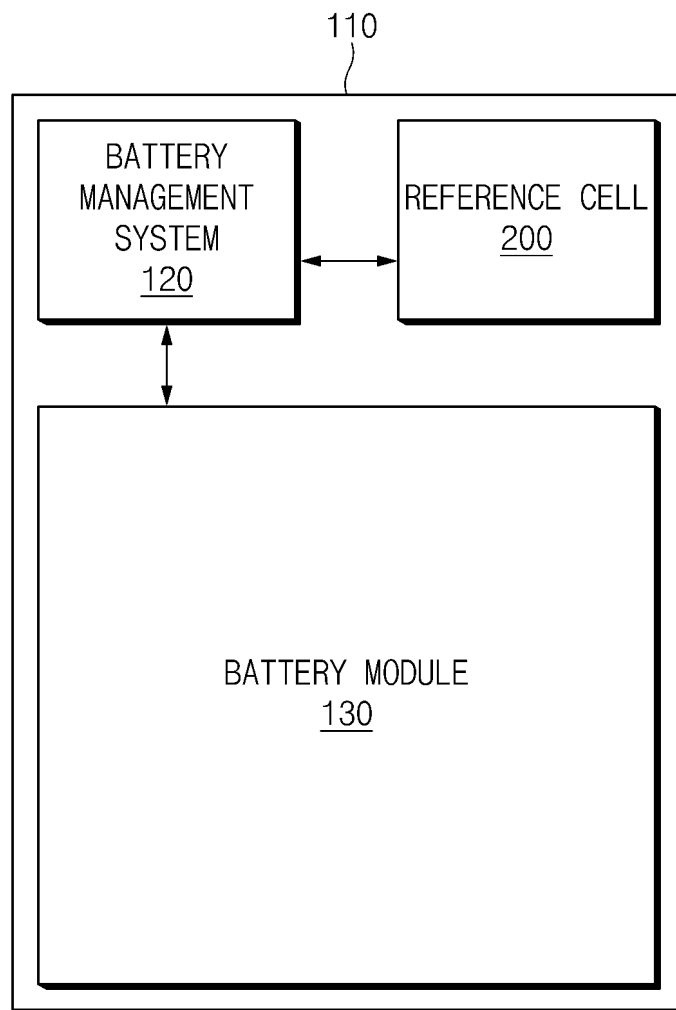 110
BATTERY
MANAGEMENT
SYSTEM
120
REFERENCE CELL
200
BATTERY MODULE
130